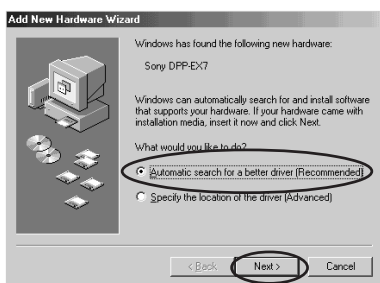 Add New Hardware Wizard
Windows has found the following new hardware:
Sony DPP-EX7
Windows can automatically search for and install software
that supports your hardware. If your hardware came with
installation media, insert it now and click Next.
What would you like to do?
Automatic search for a better driver (Recommended)
Specify the location of the driver (Advanced)
< Back Next > Cancel